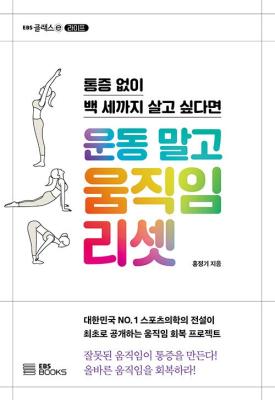 EBS 클래스 e 라이프
통증 없이
백 세까지 살고 싶다면
운동 말고
움직임
리셋
홍정기 지음
대한민국 NO.1 스포츠의학의 전설이
최초로 공개하는 움직임 회복 프로젝트
잘못된 움직임이 통증을 만든다!
올바른 움직임을 회복하라!
EBS
BOOKS